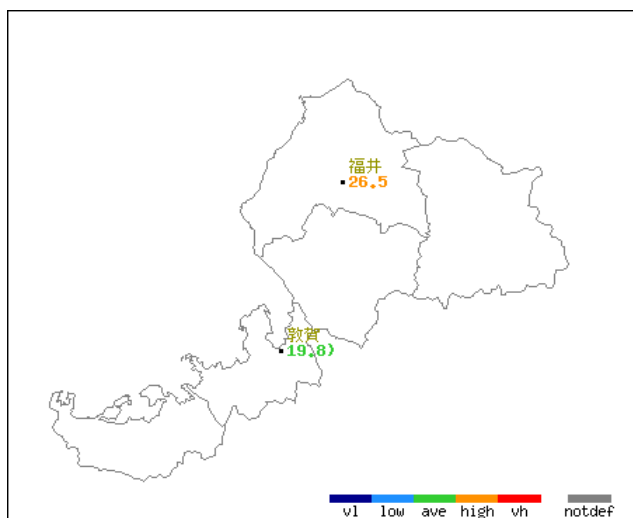 福井
26.5
敦賀
19.8)
vl low ave high vh notdef